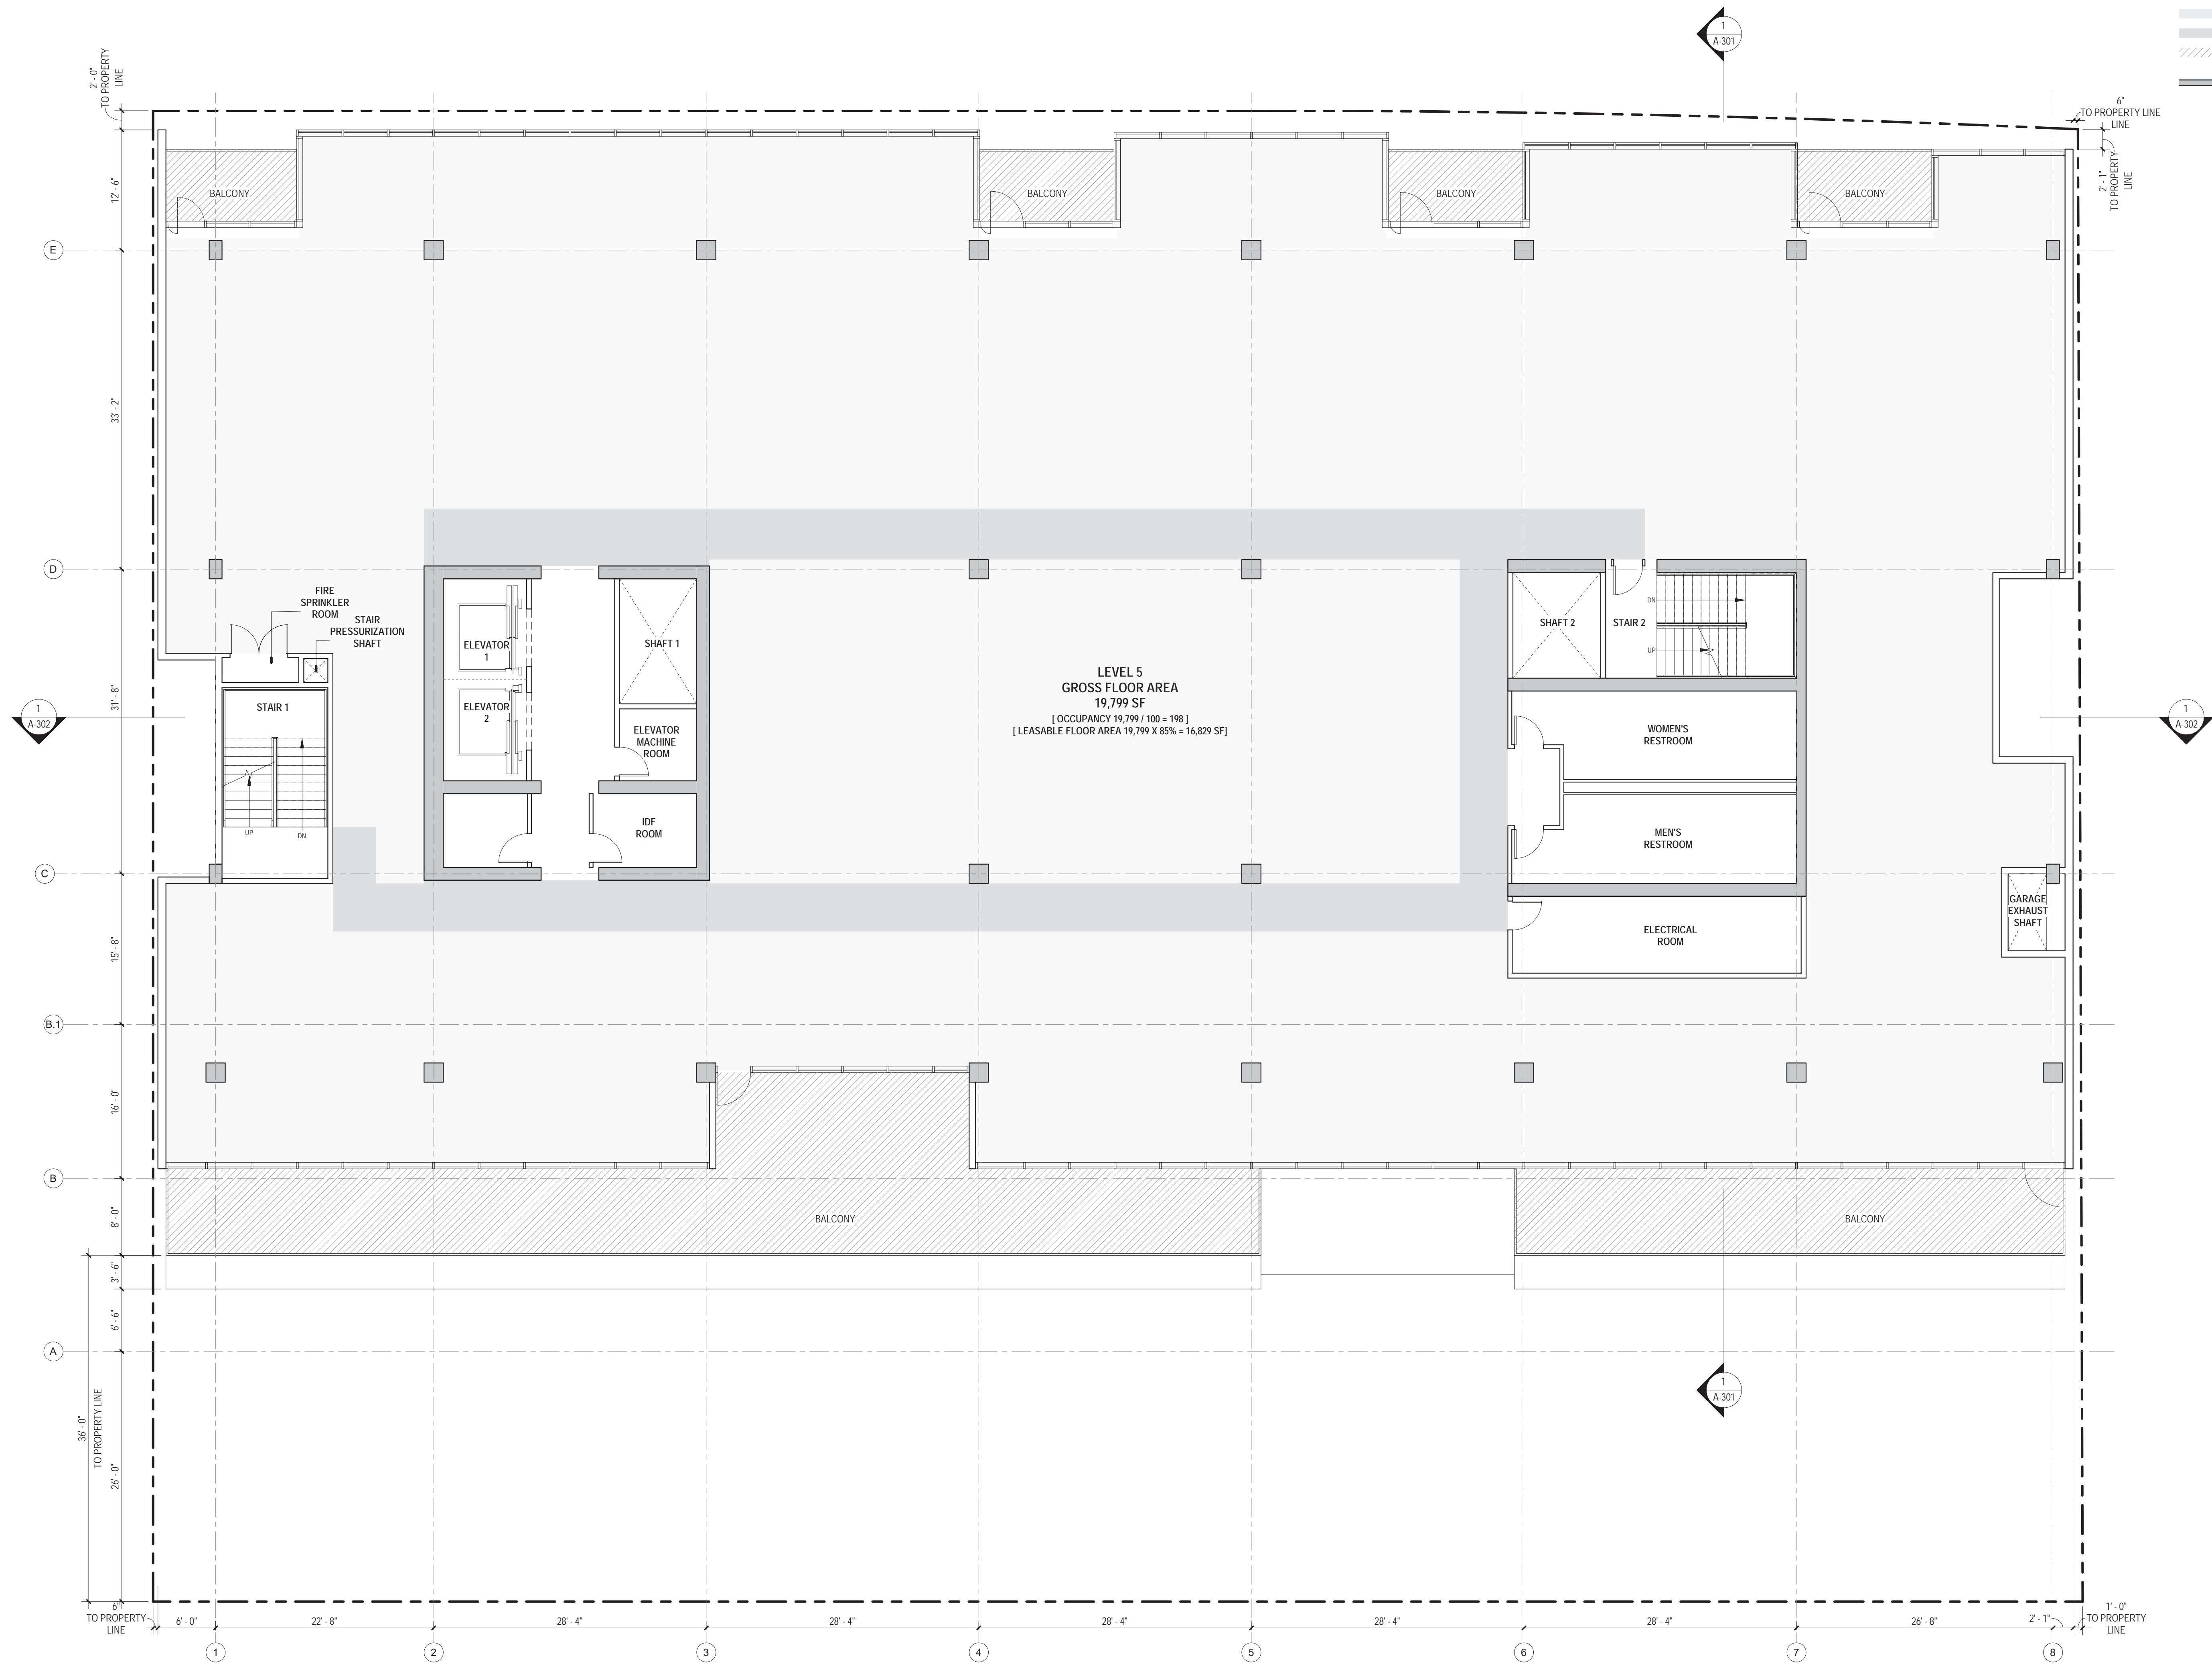 1
A-301
2' - 0"
TO PROPERTY
LINE
6"
TO PROPERTY LINE
LINE
2' - 1"
TO PROPERTY
LINE
12' - 6"
BALCONY
BALCONY
BALCONY
BALCONY
E
33' - 2"
D
FIRE
SPRINKLER
ROOM
STAIR
PRESSURIZATION
SHAFT
ELEVATOR
1
SHAFT 1
SHAFT 2
STAIR 2
DN
UP
LEVEL 5
GROSS FLOOR AREA
19,799 SF
[ OCCUPANCY 19,799 / 100 = 198 ]
[ LEASABLE FLOOR AREA 19,799 X 85% = 16,829 SF]
31' - 8"
1
A-302
STAIR 1
ELEVATOR
2
ELEVATOR
MACHINE
ROOM
WOMEN'S
RESTROOM
1
A-302
UP
DN
IDF
ROOM
MEN'S
RESTROOM
C
GARAGE
EXHAUST
SHAFT
15' - 8"
ELECTRICAL
ROOM
B.1
16' - 0"
B
8' - 0"
BALCONY
BALCONY
3' - 6"
6' - 6"
A
1
A-301
36' - 0"
TO PROPERTY LINE
26' - 0"
6"
TO PROPERTY
LINE
6' - 0"
22' - 8"
28' - 4"
28' - 4"
28' - 4"
28' - 4"
28' - 4"
26' - 8"
2' - 1"
1' - 0"
TO PROPERTY
LINE
1
2
3
4
5
6
7
8